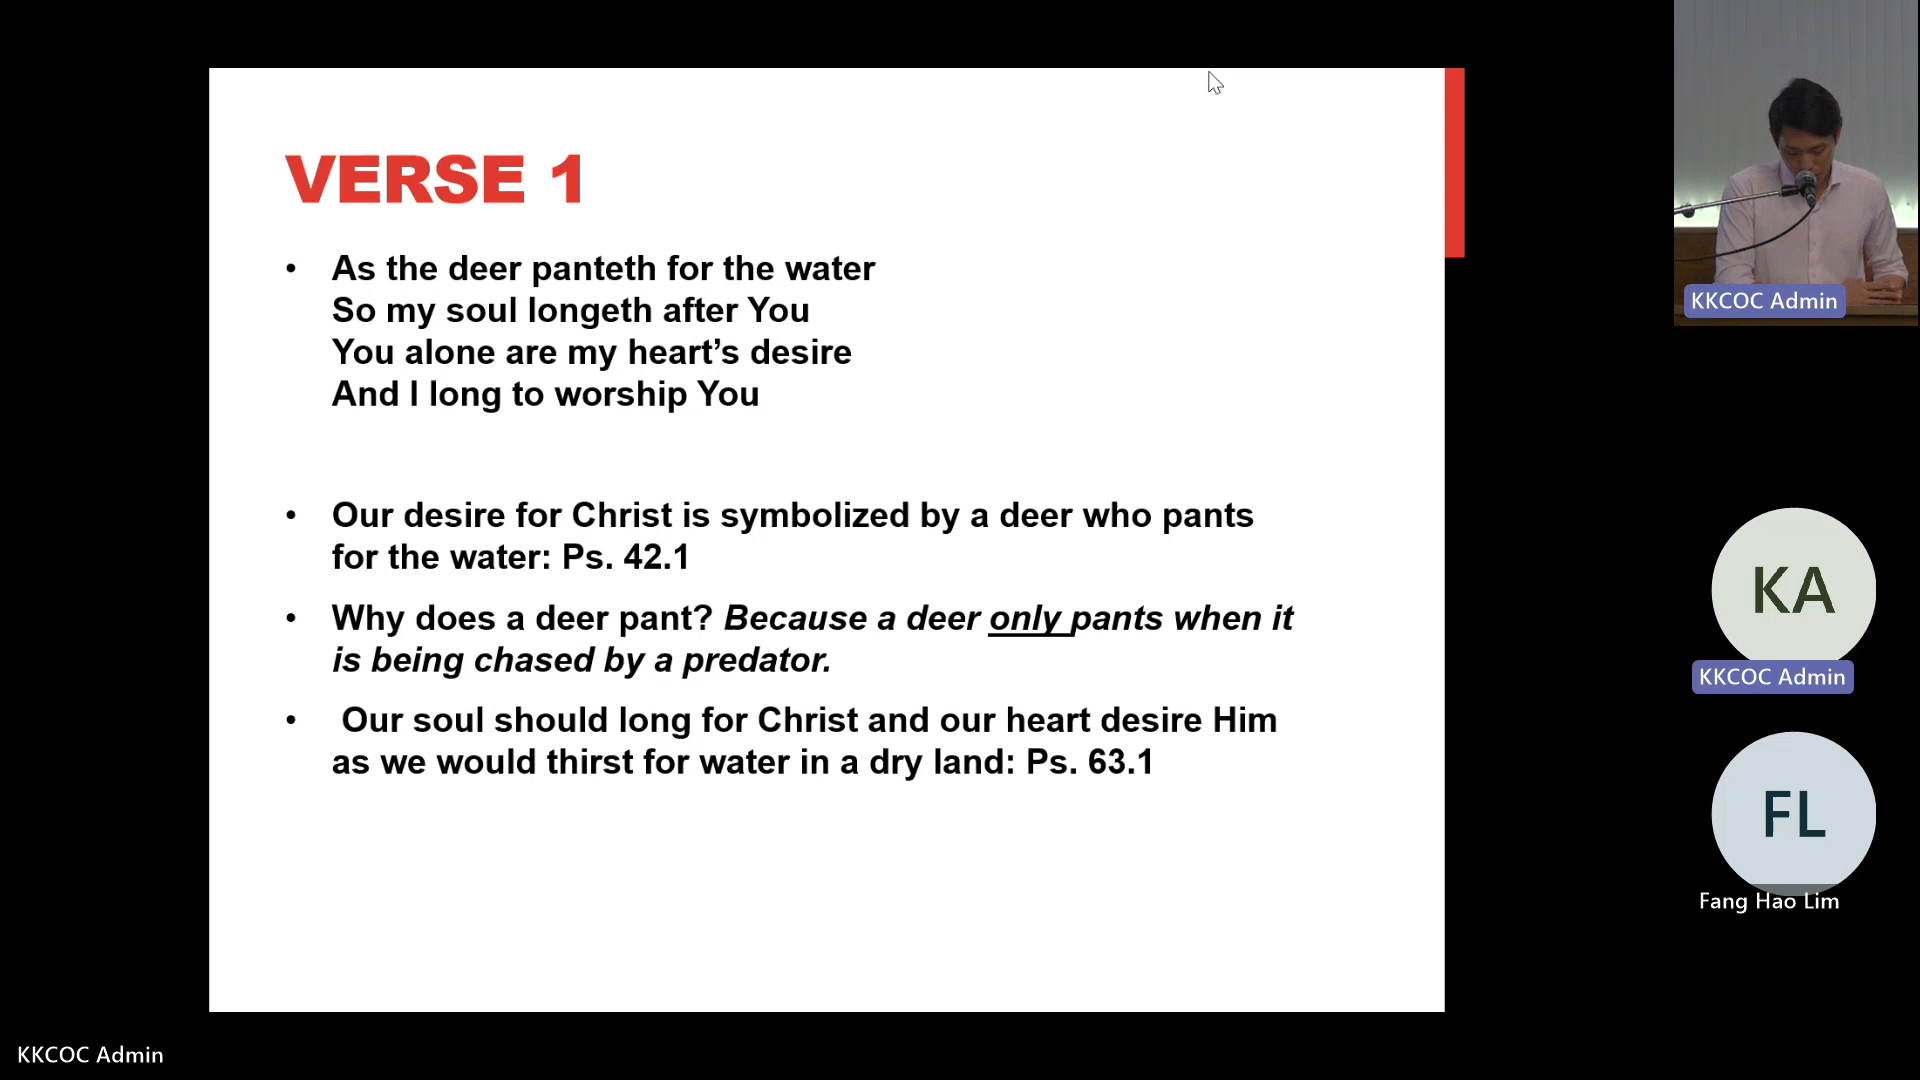 VERSE 1
• As the deer panteth for the water
So my soul longeth after You
You alone are my heart’s desire
And I long to worship You
• Our desire for Christ is symbolized by a deer who pants
for the water: Ps. 42.1
• Why does a deer pant? Because a deer only pants when it
is being chased by a predator.
• Our soul should long for Christ and our heart desire Him
as we would thirst for water in a dry land: Ps. 63.1
KKCOC Admin
KA
KKCOC Admin
FL
Fang Hao Lim
KKCOC Admin